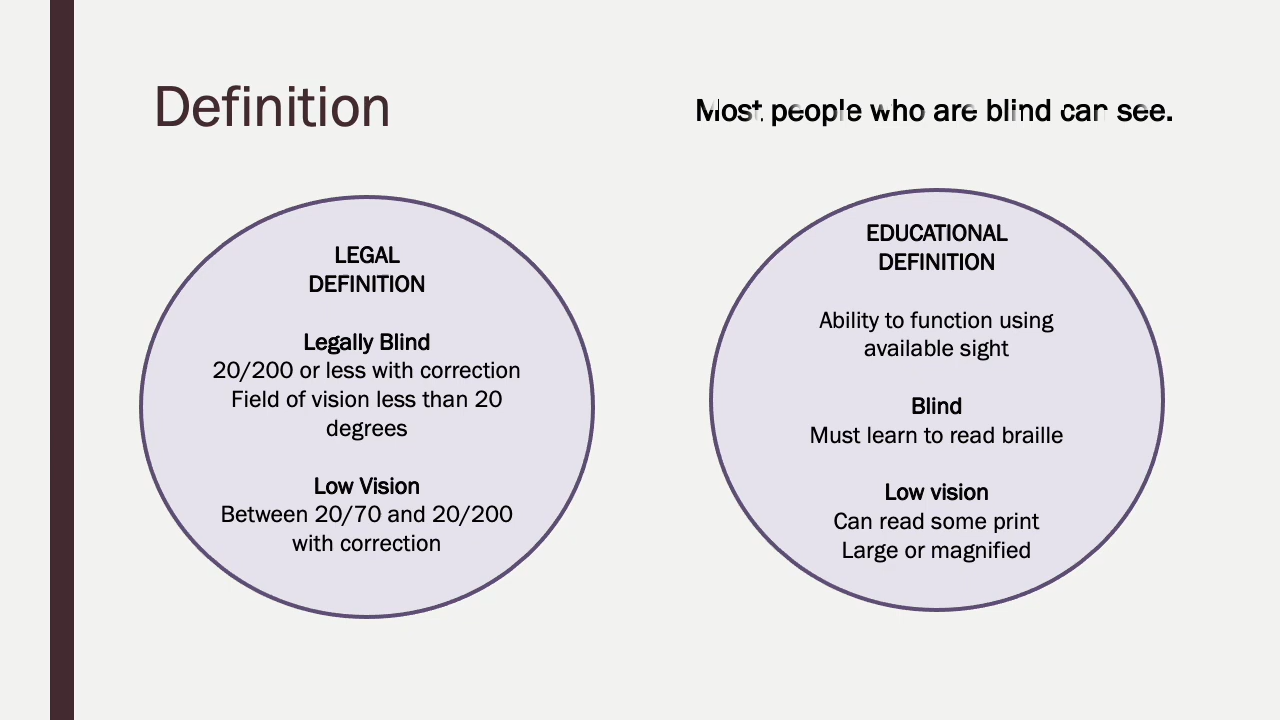 Definition
Most people who are blind can see.
LEGAL
DEFINITION
Legally Blind
20/200 or less with correction
Field of vision less than 20
degrees
Low Vision
Between 20/70 and 20/200
with correction
EDUCATIONAL
DEFINITION
Ability to function using
available sight
Blind
Must learn to read braille
Low vision
Can read some print
Large or magnified